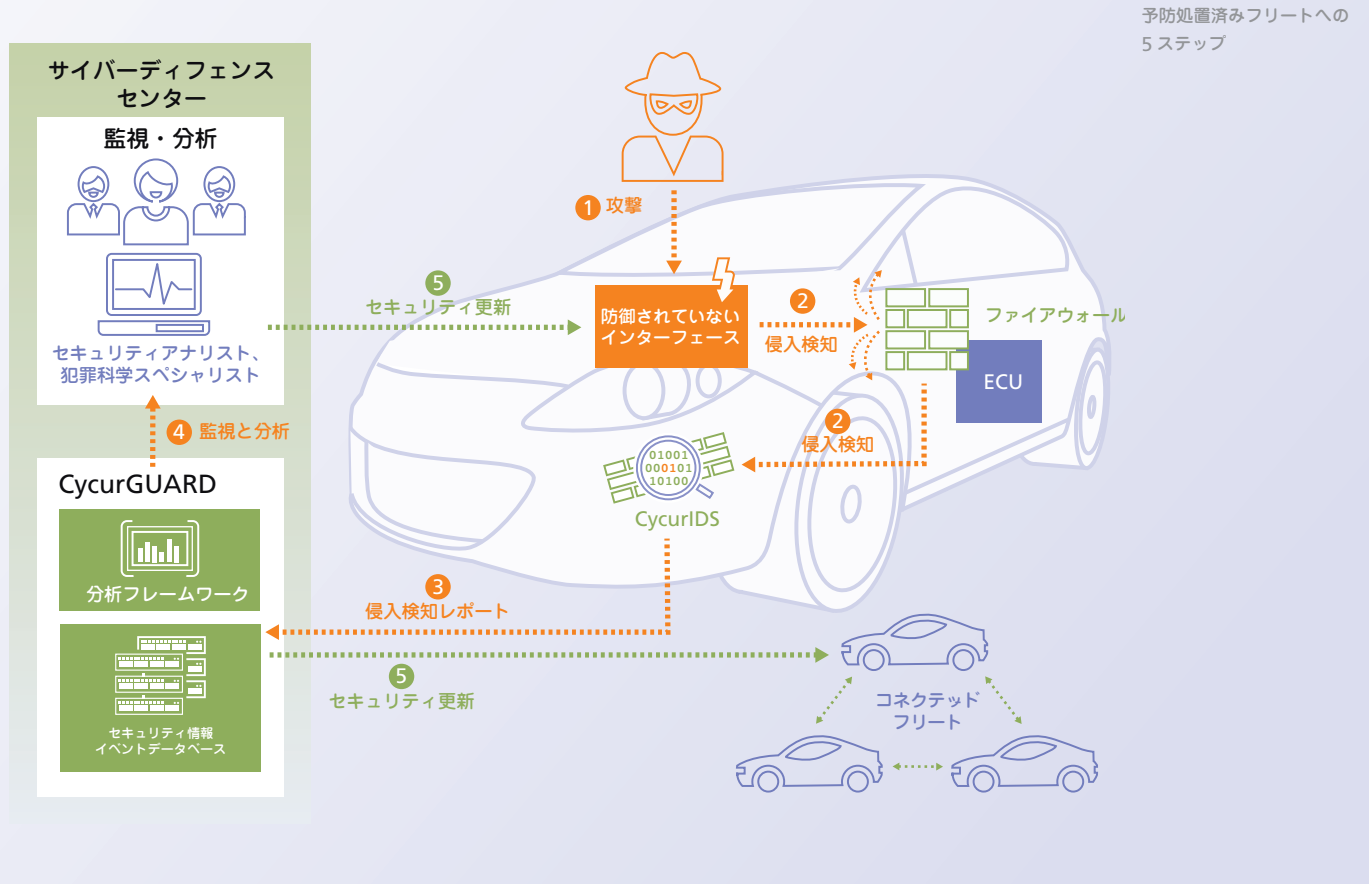 予防処置済みフリートへの
5 ステップ
サイバーディフェンス
センター
監視・分析
セキュリティアナリスト、
犯罪科学スペシャリスト
4 監視と分析
CycurGUARD
分析フレームワーク
セキュリティ情報
イベントデータベース
1 攻撃
5
セキュリティ更新
防御されていない
インターフェース
2
侵入検知
ファイアウォール
ECU
2
侵入検知
01001
000101
10100
CycurIDS
3
侵入検知レポート
5
セキュリティ更新
コネクテッド
フリート